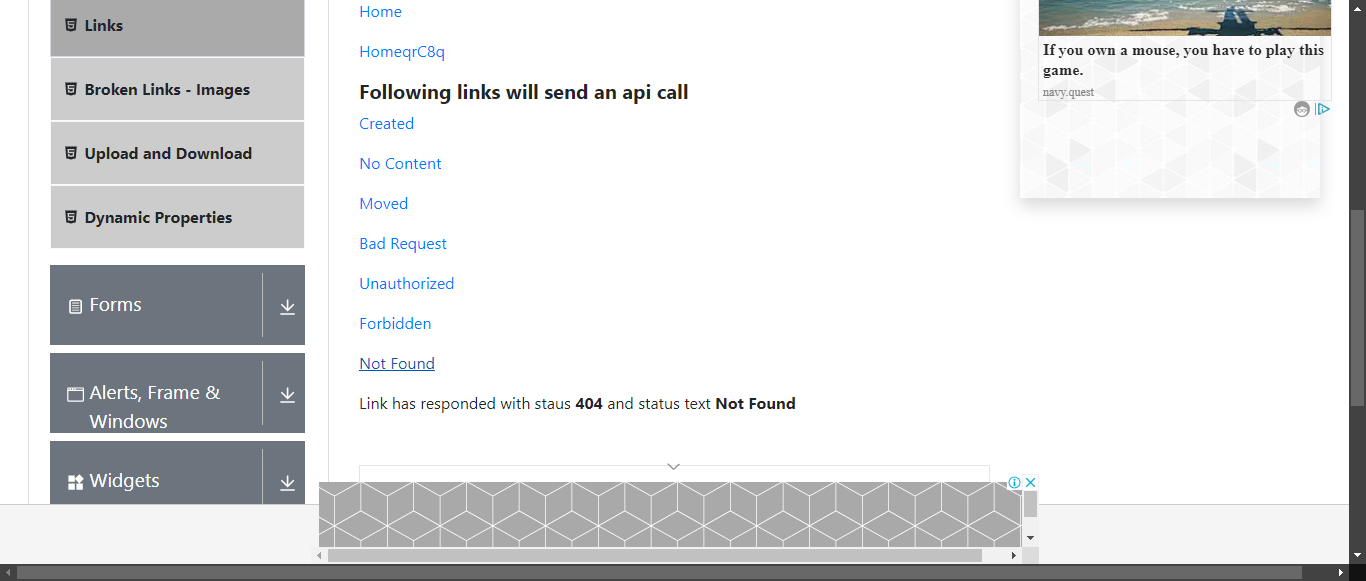 Links
Broken Links - Images
Upload and Download
Dynamic Properties
Forms
Alerts, Frame &
Windows
Widgets
Home
HomeqrC8q
Following links will send an api call
Created
No Content
Moved
Bad Request
Unauthorized
Forbidden
Not Found
Link has responded with staus 404 and status text Not Found
If you own a mouse, you have to play this
game.
navy.quest